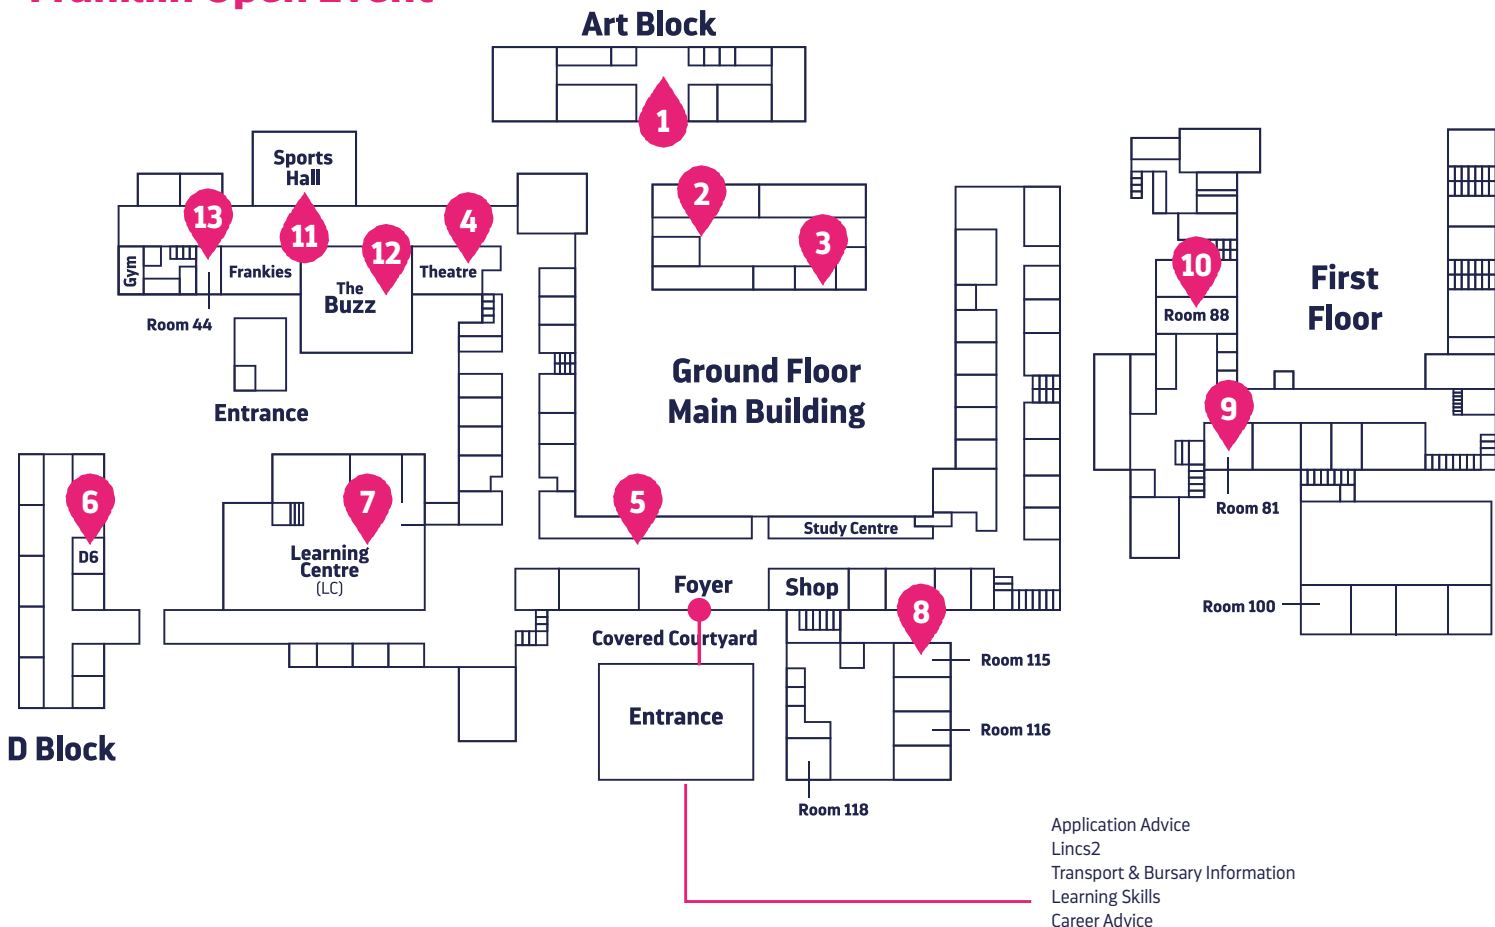 Franklin Open Event
Art Block
1
Sports
Hall
13
11
12
4
2
3
Gym
Frankies
The
Buzz
Theatre
Room 44
Entrance
Ground Floor
Main Building
10
Room 88
First
Floor
9
Room 81
Room 100
6
D6
7
Learning
Centre
(LC)
5
Study Centre
Foyer
Shop
8
Covered Courtyard
Entrance
Room 115
Room 116
Room 118
D Block
Application Advice
Lincs2
Transport & Bursary Information
Learning Skills
Career Advice